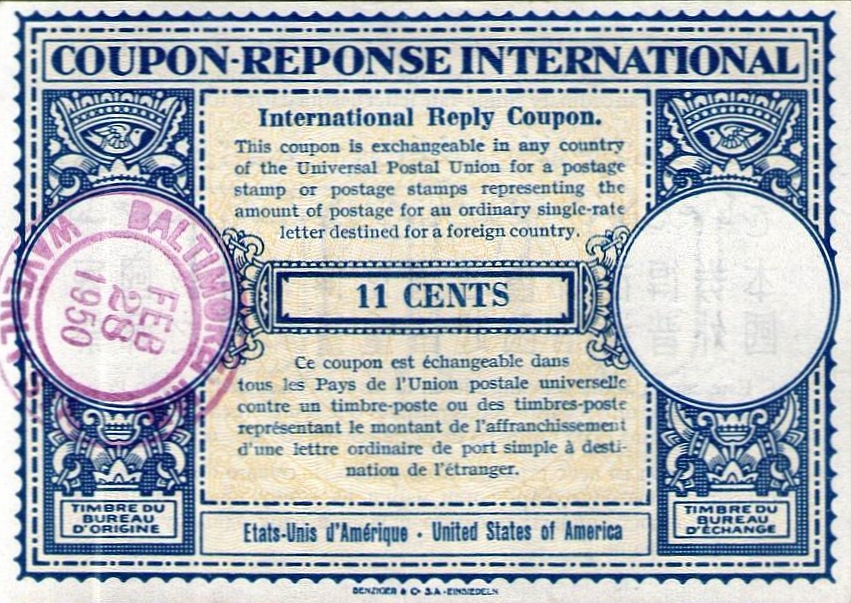 COUPON-REPONSE INTERNATIONAL
International Reply Coupon.
This coupon is exchangeable in any country
of the Universal Postal Union for a postage
stamp or postage stamps representing the
amount of postage for an ordinary single-rate
letter destined for a foreign country.
11 CENTS
Ce coupon est échangeable dans
tous les Pays de l'Union postale universelle
contre un timbre-poste ou des timbres-poste
représentant le montant de l'affranchissement
d'une lettre ordinaire de port simple à desti-
nation de l'étranger.
BALTIMORE
FEB
28
1950
TIMBRE DU
BUREAU
D'ORIGINE
Etats-Unis d'Amérique - United States of America
TIMBRE DU
BUREAU
D'ÉCHANGE
BENZIGER & Co S.A.-EINSIEDELN